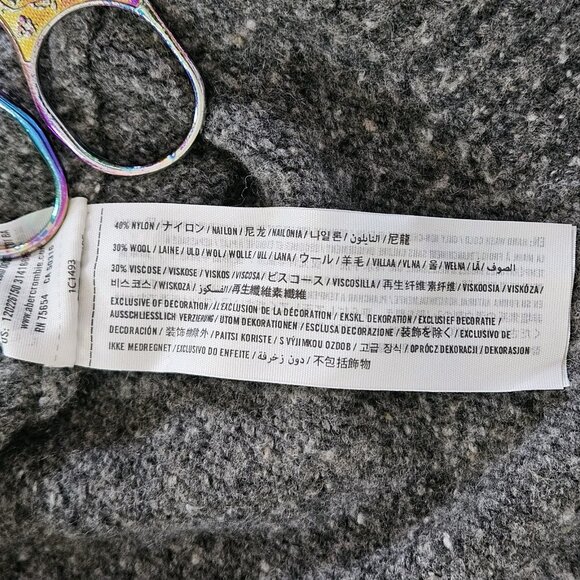 40% NYLON / ナイロン / NAILON / 尼龙 / NAILONIA / 나일론 / النايلون / 尼龍
30% WOOL / LAINE / ULD / WOL / WOLLE / ULL / LANA / ウール / 羊毛 / VILLAA / VLNA / 울 / WEŁNA / LÃ / الصوف
30% VISCOSE / VISKOSE / VISKOS / VISCOSA / ビスコース / VISCOSILLA / 再生纤维素纤维 / VISKOOSIA / VISKÓZA /
비스코스 / WISKOZA / الفسكوز / 再生纖維素纖維
EXCLUSIVE OF DECORATION / A L'EXCLUSION DE LA DÉCORATION / EKSKL. DEKORATION / EXCLUSIEF DECORATIE /
AUSSCHLIESSLICH VERZIERUNG / UTOM DEKORATIONEN / ESCLUSA DECORAZIONE / 装飾を除く / EXCLUSIVO DE
DECORACIÓN / 装饰物除外 / PAITSI KORISTE / S VÝJIMKOU OZDOB / 고급 장식 / OPRÓCZ DEKORACJI / DEKORASJON
IKKE MEDREGNET / EXCLUSIVO DO ENFEITE / دون زخرفة / 不包括飾物
1C1493
www.abercrombie.com
RN 75654